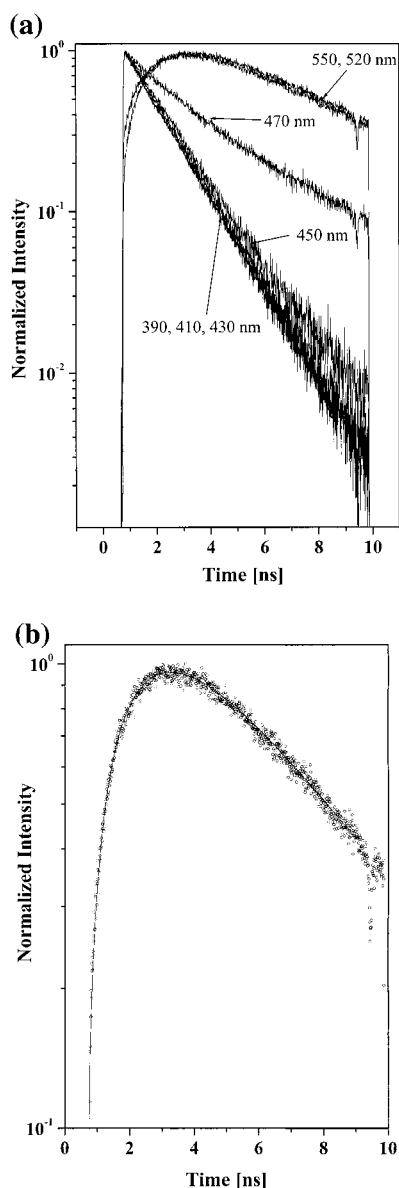 (a)
10^0
550, 520 nm
470 nm
10^-1
450 nm
390, 410, 430 nm
10^-2
Normalized Intensity
0 2 4 6 8 10
Time [ns]
(b)
10^0
Normalized Intensity
10^-1
0 2 4 6 8 10
Time [ns]